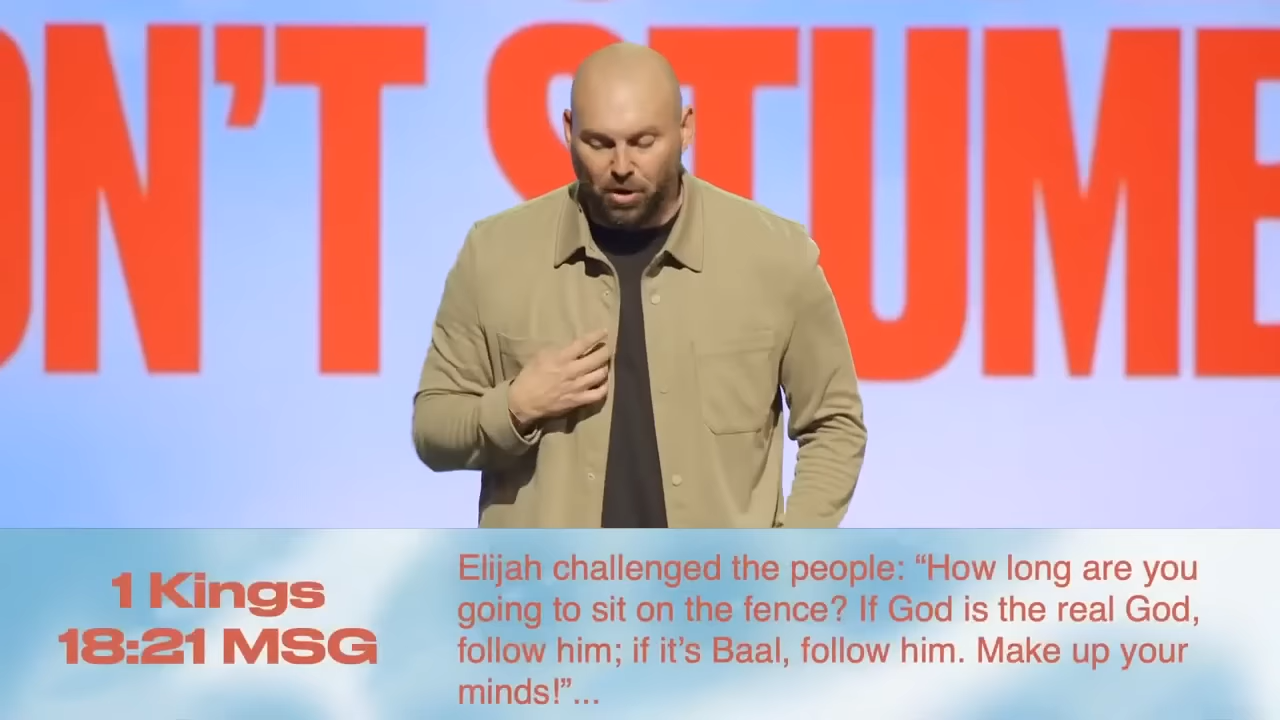 ON'T STUMB
1 Kings
18:21 MSG
Elijah challenged the people: “How long are you
going to sit on the fence? If God is the real God,
follow him; if it’s Baal, follow him. Make up your
minds!”...